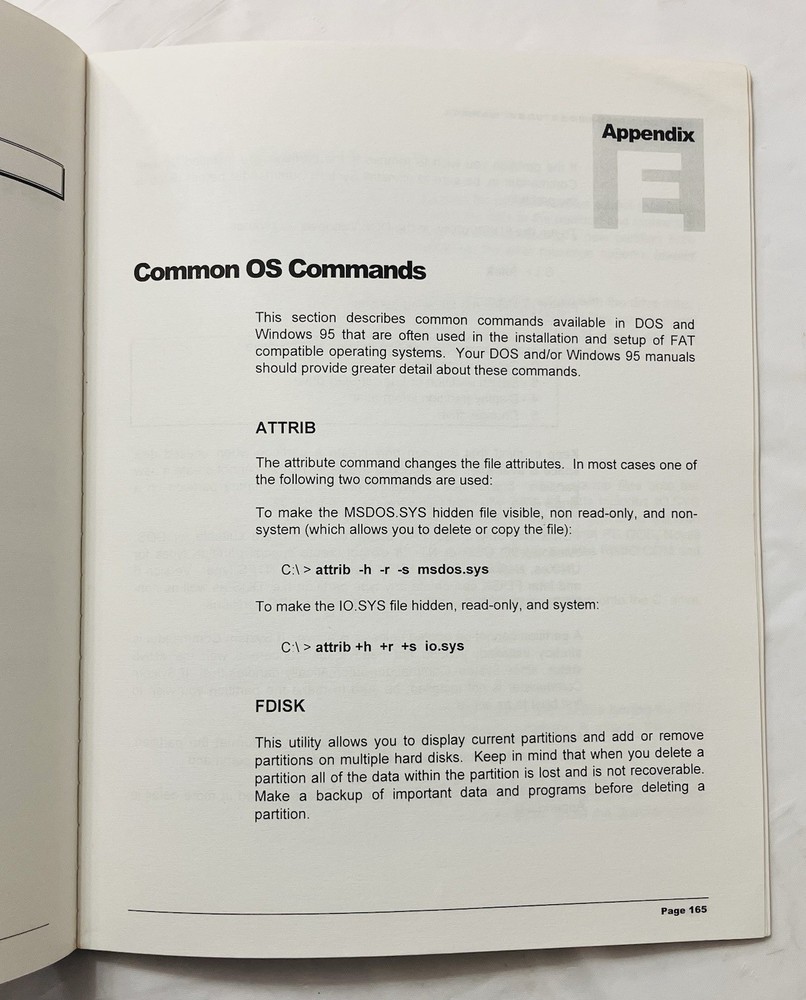 Appendix
E
Common OS Commands
This section describes common commands available in DOS and
Windows 95 that are often used in the installation and setup of FAT
compatible operating systems. Your DOS and/or Windows 95 manuals
should provide greater detail about these commands.
ATTRIB
The attribute command changes the file attributes. In most cases one of
the following two commands are used:
To make the MSDOS.SYS hidden file visible, non read-only, and non-
system (which allows you to delete or copy the file):
C:\ > attrib -h -r -s msdos.sys
To make the IO.SYS file hidden, read-only, and system:
C:\ > attrib +h +r +s io.sys
FDISK
This utility allows you to display current partitions and add or remove
partitions on multiple hard disks. Keep in mind that when you delete a
partition all of the data within the partition is lost and is not recoverable.
Make a backup of important data and programs before deleting a
partition.
Page 165